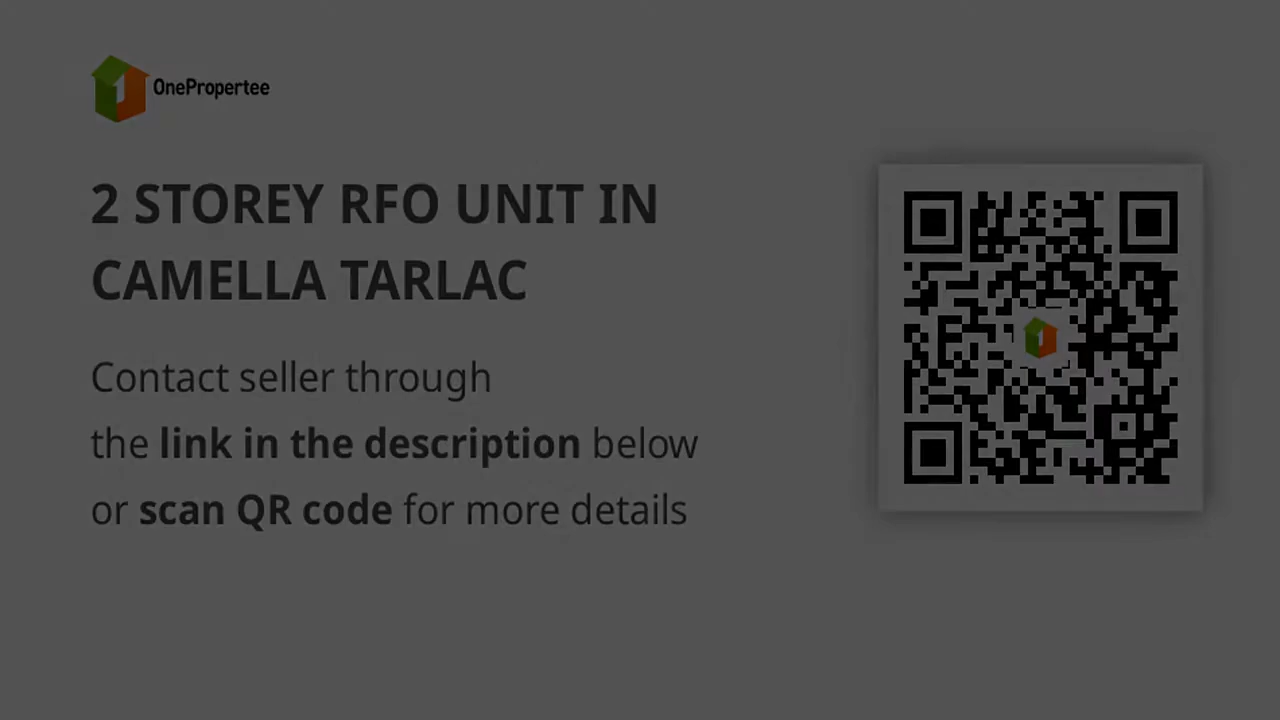 OnePropertee
2 STOREY RFO UNIT IN
CAMELLA TARLAC
Contact seller through
the link in the description below
or scan QR code for more details